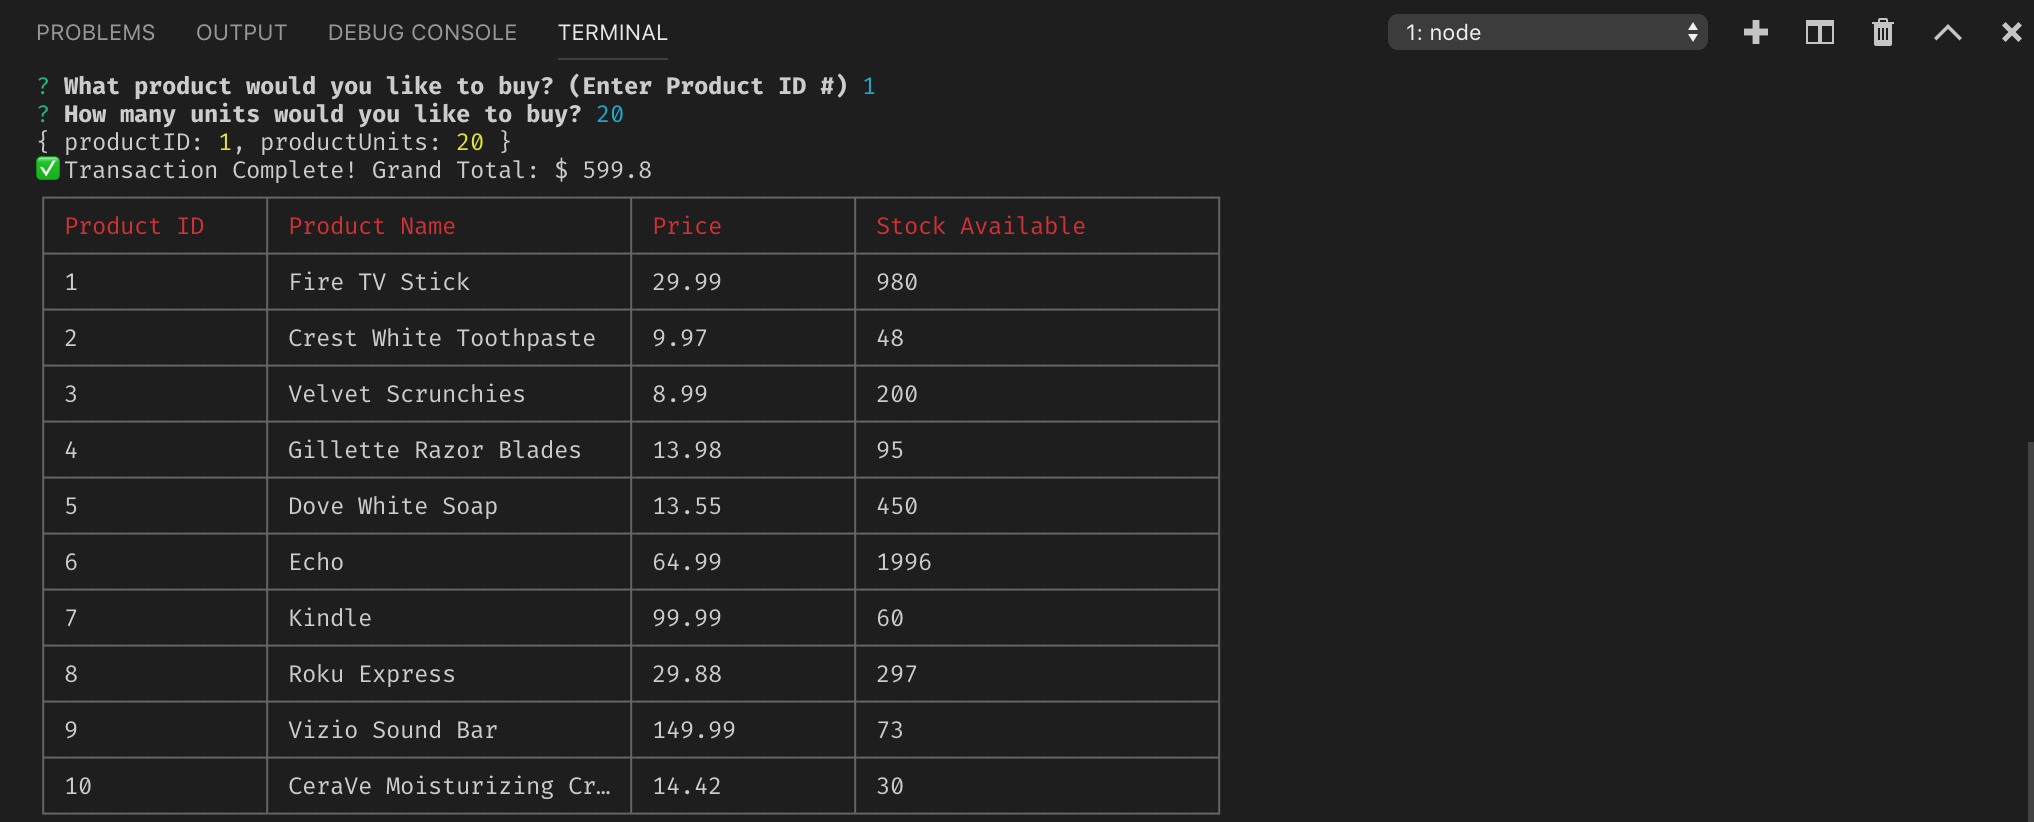 PROBLEMS OUTPUT DEBUG CONSOLE TERMINAL 1: node
? What product would you like to buy? (Enter Product ID #) 1
? How many units would you like to buy? 20
{ productID: 1, productUnits: 20 }
✅Transaction Complete! Grand Total: $ 599.8
Product ID Product Name Price Stock Available
1 Fire TV Stick 29.99 980
2 Crest White Toothpaste 9.97 48
3 Velvet Scrunchies 8.99 200
4 Gillette Razor Blades 13.98 95
5 Dove White Soap 13.55 450
6 Echo 64.99 1996
7 Kindle 99.99 60
8 Roku Express 29.88 297
9 Vizio Sound Bar 149.99 73
10 CeraVe Moisturizing Cr… 14.42 30